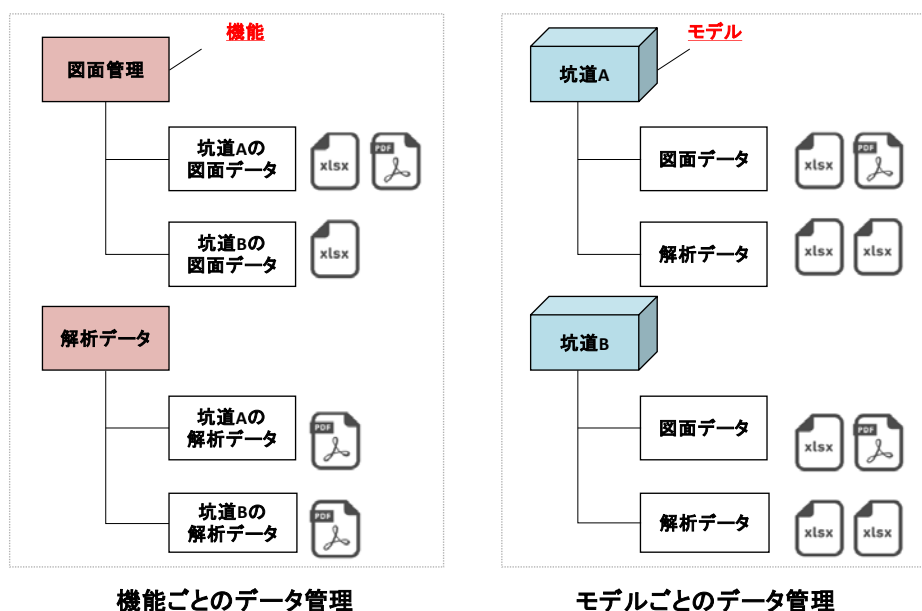 機能
図面管理
坑道Aの
図面データ
xlsx
PDF
坑道Bの
図面データ
xlsx
解析データ
坑道Aの
解析データ
PDF
坑道Bの
解析データ
PDF
機能ごとのデータ管理
モデル
坑道A
図面データ
xlsx
PDF
解析データ
xlsx
xlsx
坑道B
図面データ
xlsx
PDF
解析データ
xlsx
xlsx
モデルごとのデータ管理